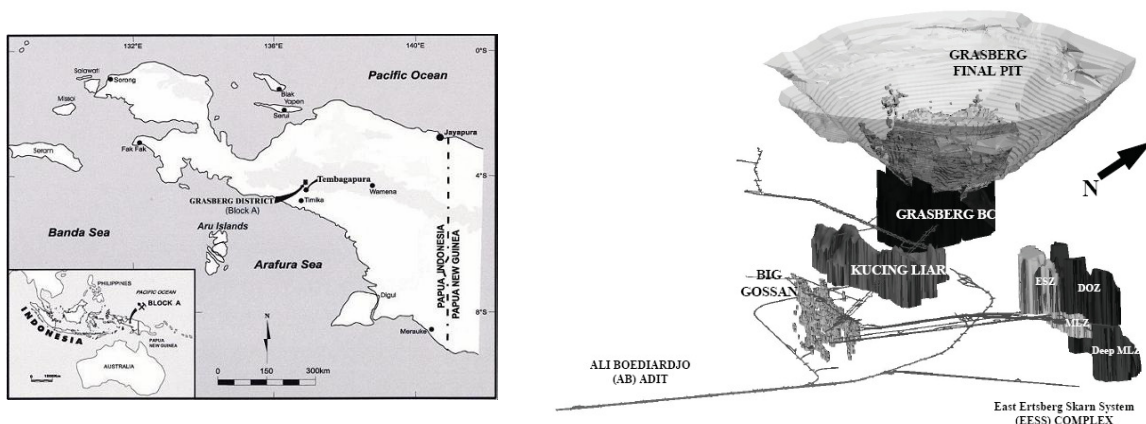 132°E
136°E
140°E
0°S
Salawati
Sorong
Pacific Ocean
Misool
Biak
Yapen
Serui
Jayapura
Seram
Fak Fak
4°S
Tembagapura
Wamena
GRASBERG DISTRICT
(Block A)
Timika
Aru Islands
Banda Sea
Arafura Sea
PAPUA, INDONESIA
PAPUA NEW GUINEA
Digul
8°S
Merauke
N
0
150
300km
PHILIPPINES
PACIFIC OCEAN
BLOCK A
INDONESIA
PAPUA
NEW GUINEA
AUSTRALIA
GRASBERG
FINAL PIT
N
GRASBERG BC
KUCING LIAR
BIG
GOSSAN
ESZ
DOZ
MLZ
Deep MLZ
ALI BOEDIARDJO
(AB) ADIT
East Ertsberg Skarn System
(EESS) COMPLEX